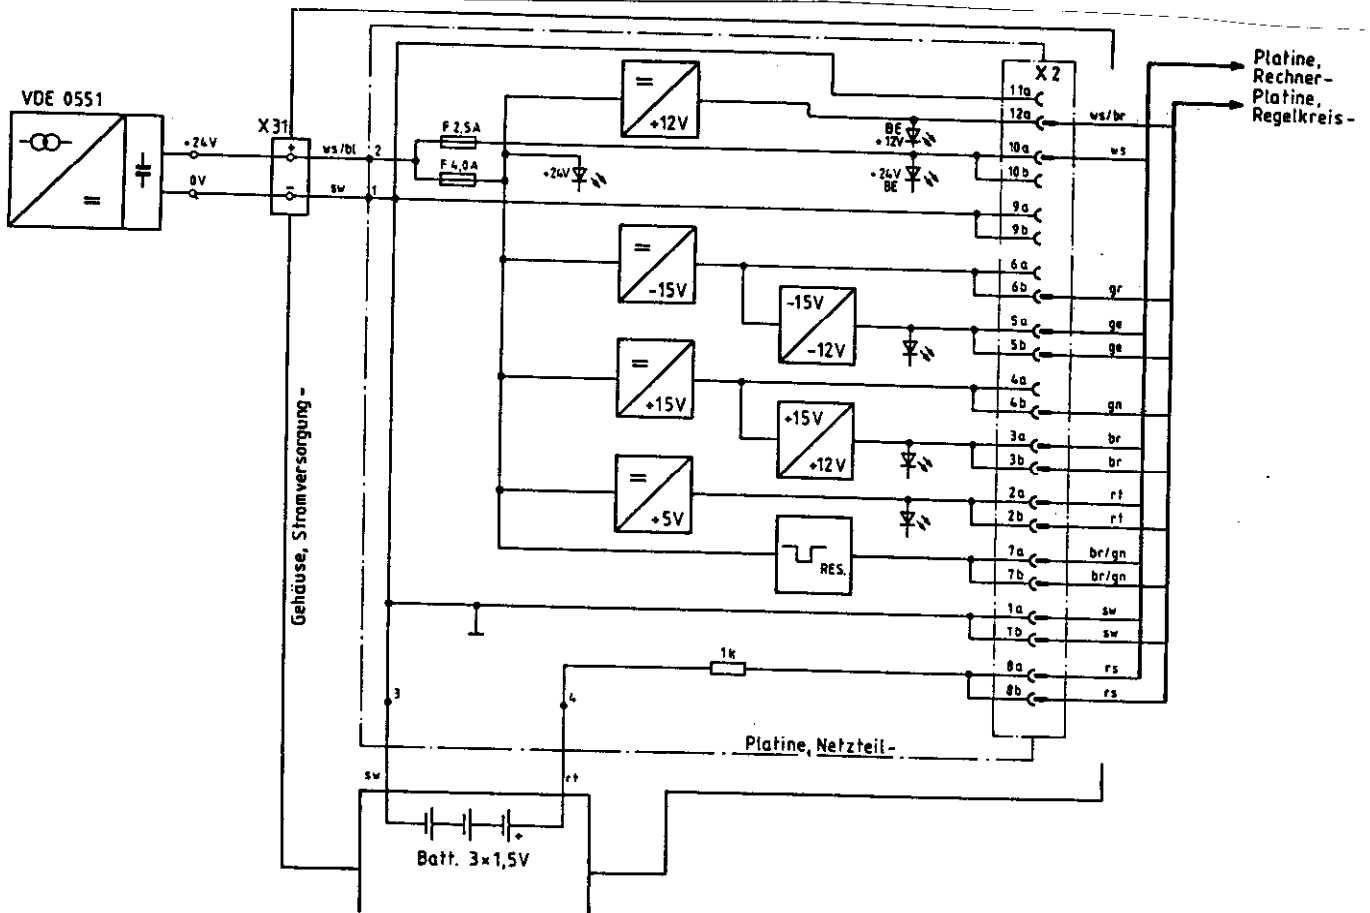 VDE 0551
+24V
0V
X31
+
-
ws/bl
sw
2
1
F 2,5A
F 4,0A
+24V
=
+12V
BE
+12V
+24V
BE
X2
11a
12a
10a
10b
9a
9b
6a
6b
5a
5b
4a
4b
3a
3b
2a
2b
7a
7b
1a
1b
8a
8b
ws/br
ws
gr
ge
ge
gn
br
br
rt
rt
br/gn
br/gn
sw
sw
rs
rs
Platine,
Rechner-
Platine,
Regelkreis-
=
-15V
-15V
-12V
=
+15V
+15V
+12V
=
+5V
RES.
1k
3
4
Gehäuse, Stromversorgung-
Platine, Netzteil-
sw
rt
+
Batt. 3×1,5V